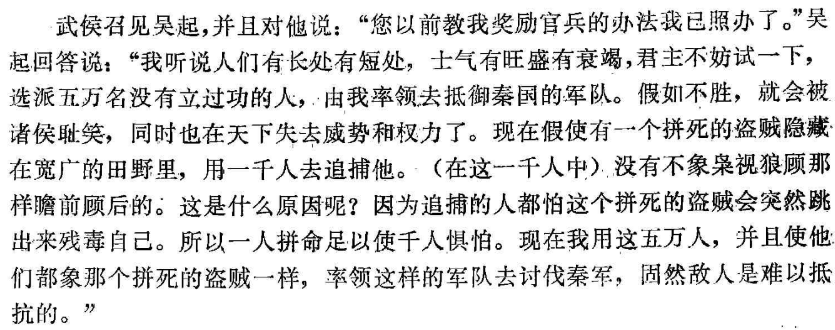 武侯召见吴起，并且对他说：“您以前教我奖励官兵的办法我已照办了。”吴
起回答说：“我听说人们有长处有短处，士气有旺盛有衰竭，君主不妨试一下，
选派五万名没有立过功的人，由我率领去抵御秦国的军队。假如不胜，就会被
诸侯耻笑，同时也在天下失去威势和权力了。现在假使有一个拼死的盗贼隐藏
在宽广的田野里，用一千人去追捕他。（在这一千人中）没有不象枭视狼顾那
样瞻前顾后的。这是什么原因呢？因为追捕的人都怕这个拼死的盗贼会突然跳
出来残毒自己。所以一人拼命足以使千人惧怕。现在我用这五万人，并且使他
们都象那个拼死的盗贼一样，率领这样的军队去讨伐秦军，固然敌人是难以抵
抗的。”